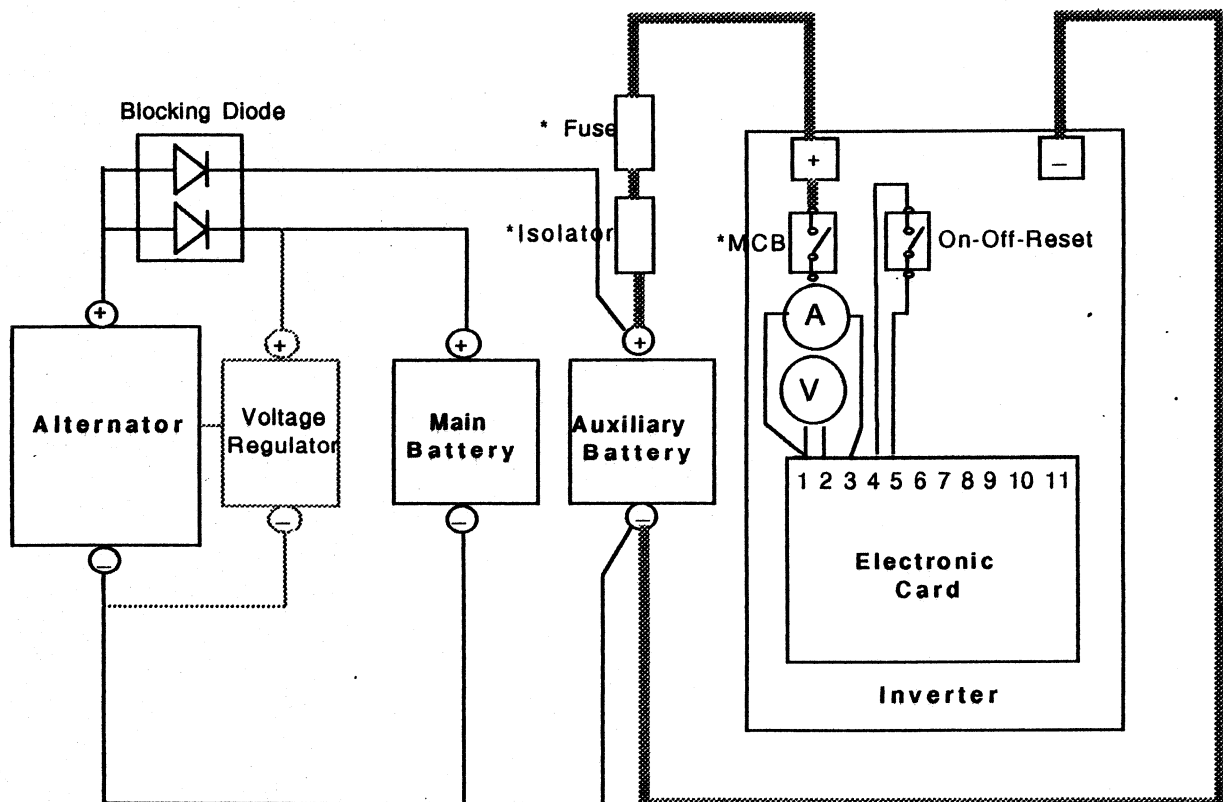 Blocking Diode
* Fuse
*Isolator
+
−
*MCB
On-Off-Reset
A
V
+
+
+
+
Alternator
Voltage
Regulator
Main
Battery
Auxiliary
Battery
1 2 3 4 5 6 7 8 9 10 11
−
−
−
−
Electronic
Card
Inverter